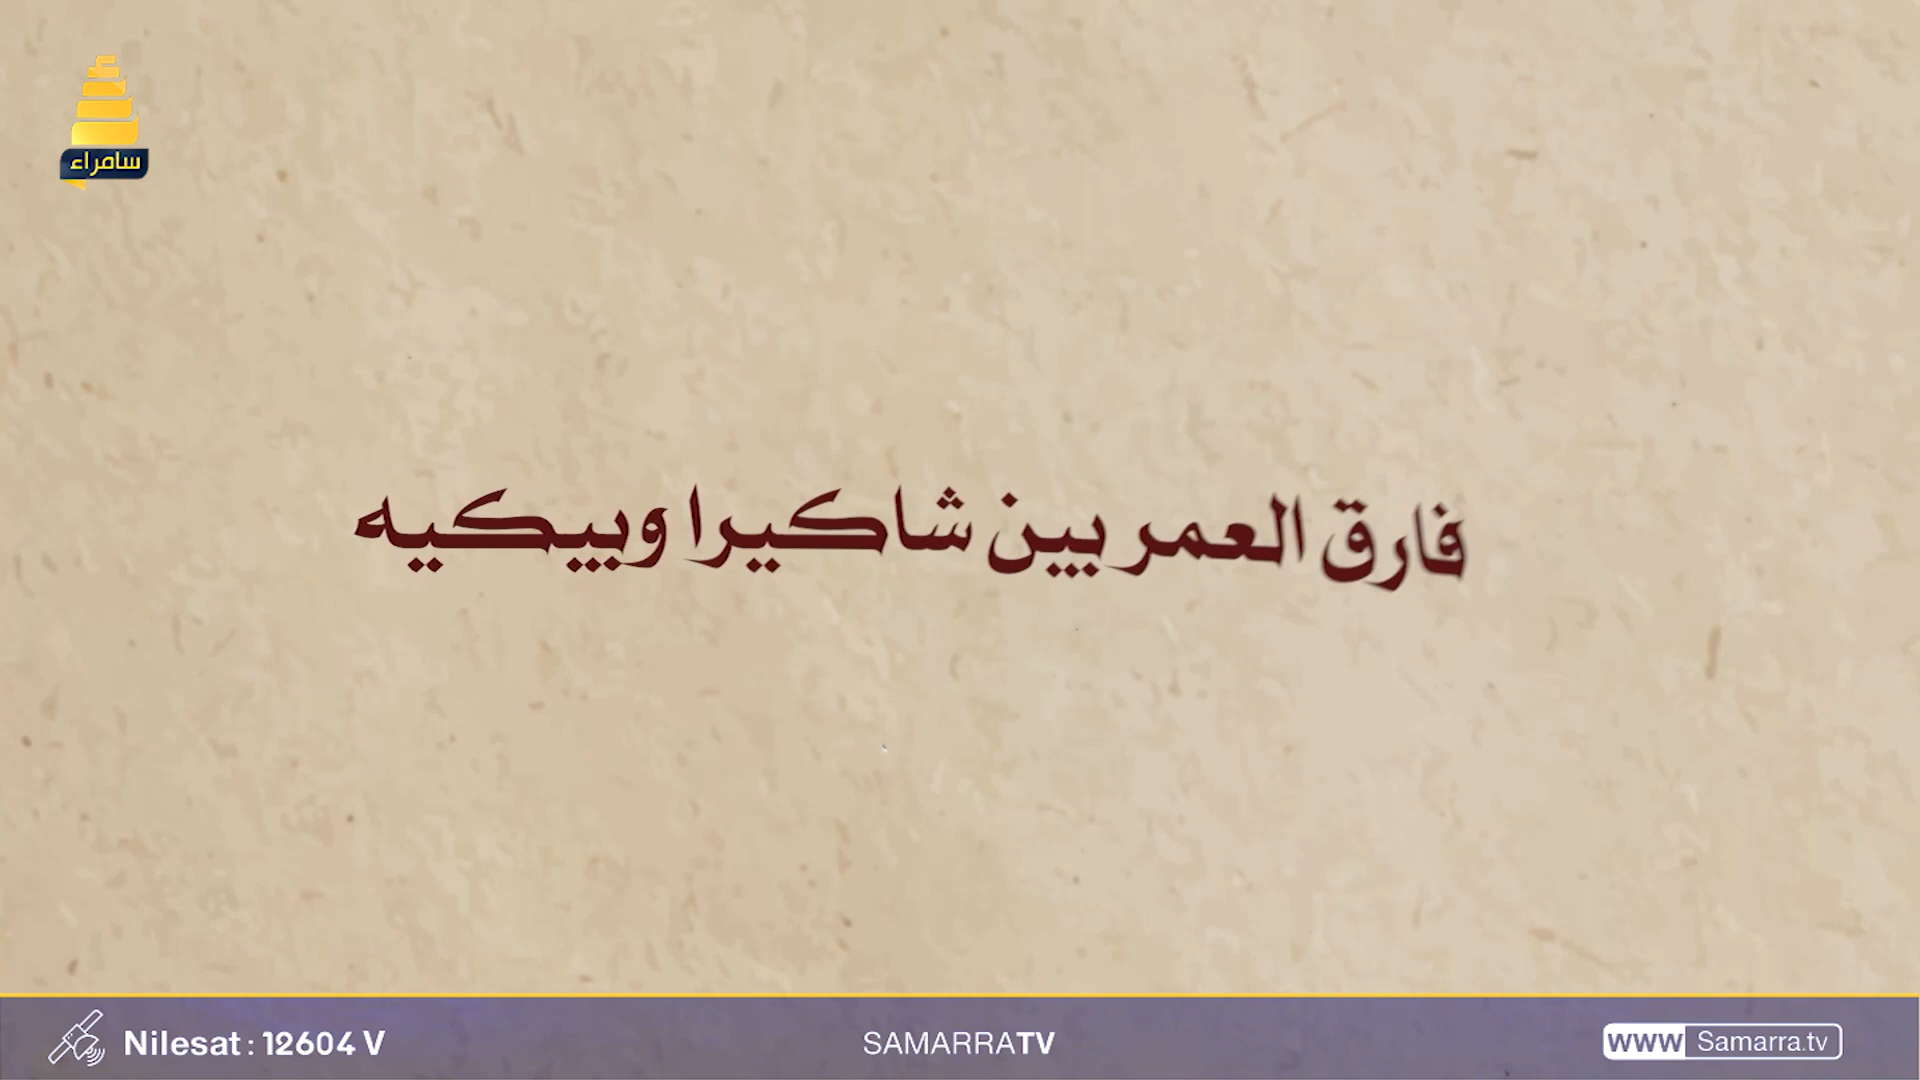 سامراء
فارق العمر بين شاكيرا وبيكيه
Nilesat : 12604 V
SAMARRATV
www Samarra.tv